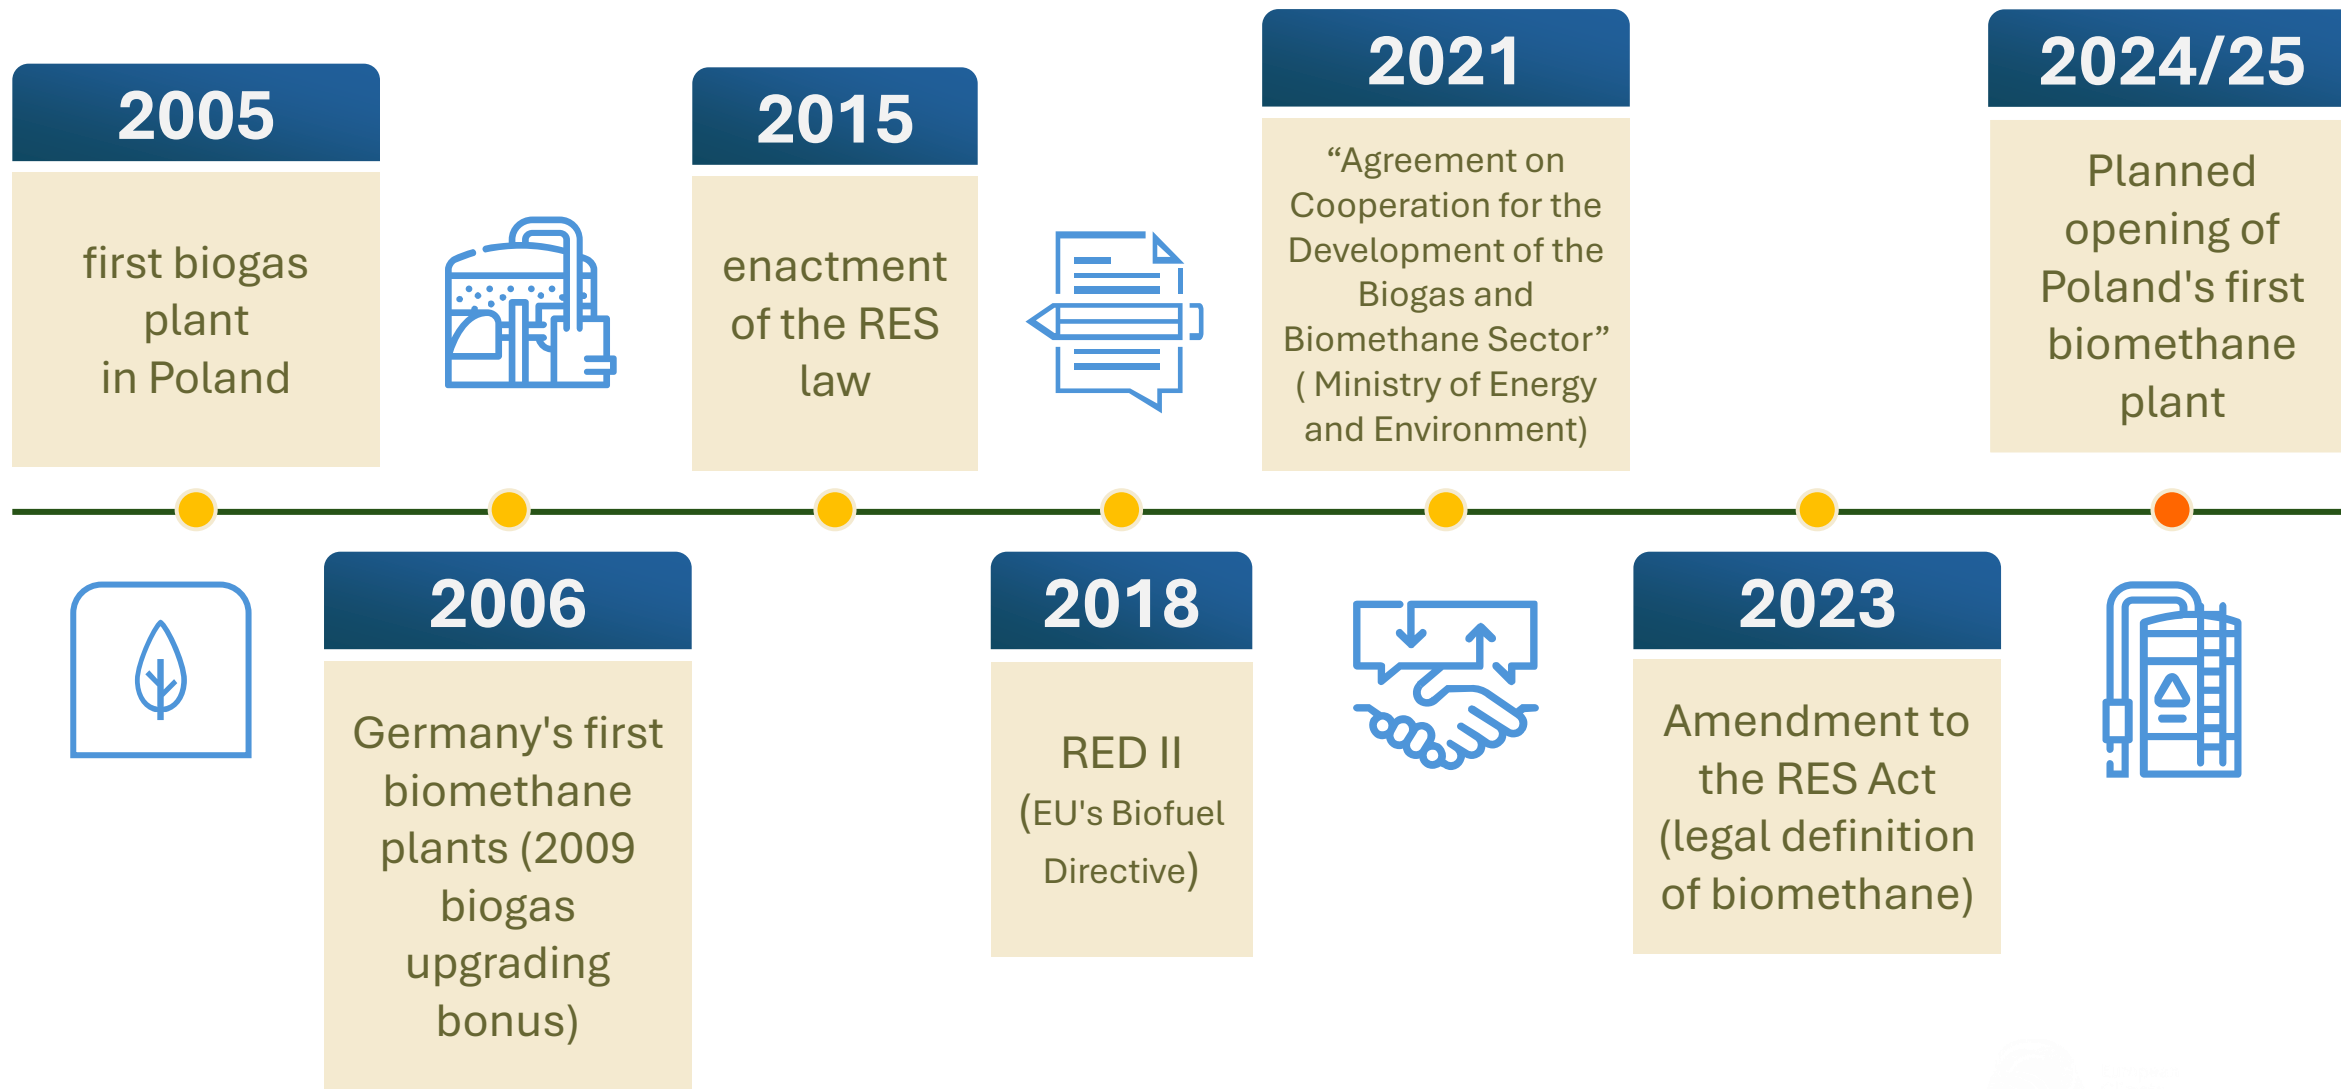 2005
first biogas
plant
in Poland
2006
Germany's first
biomethane
plants (2009
biogas
upgrading
bonus)
2015
enactment
of the RES
law
2018
RED II
(EU's Biofuel
Directive)
2021
“Agreement on
Cooperation for the
Development of the
Biogas and
Biomethane Sector”
( Ministry of Energy
and Environment)
2023
Amendment to
the RES Act
(legal definition
of biomethane)
2024/25
Planned
opening of
Poland's first
biomethane
plant